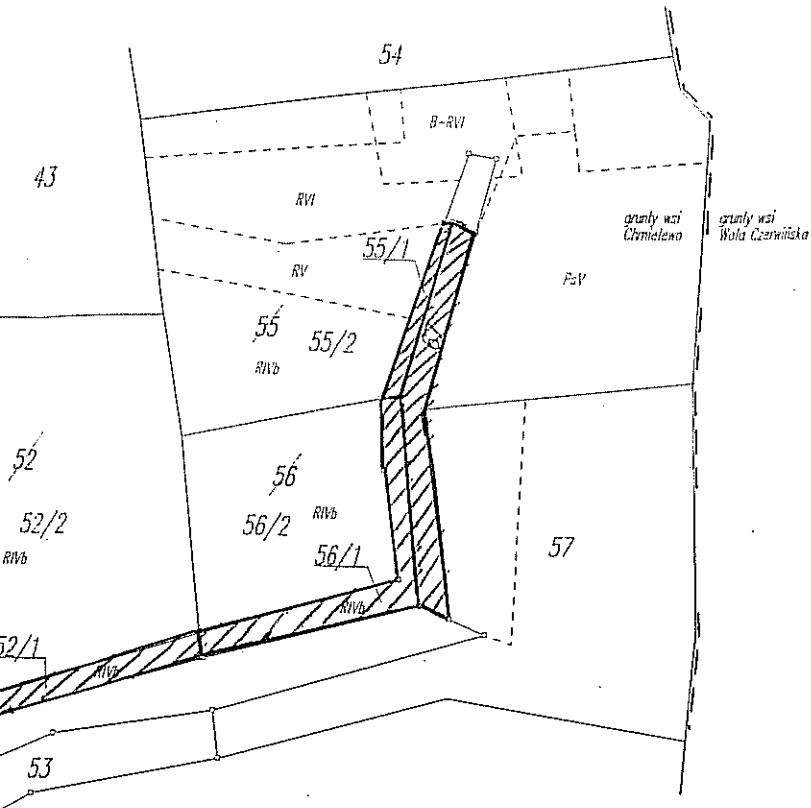 54
B-RVI
43
RVI
grunty wsi
Chmielewo
grunty wsi
Wola Czerwińska
55/1
RV
PsV
55
55/2
RIVb
52
56
52/2
56/2
RIVb
RIVb
57
56/1
RIVb
52/1
RIVb
53